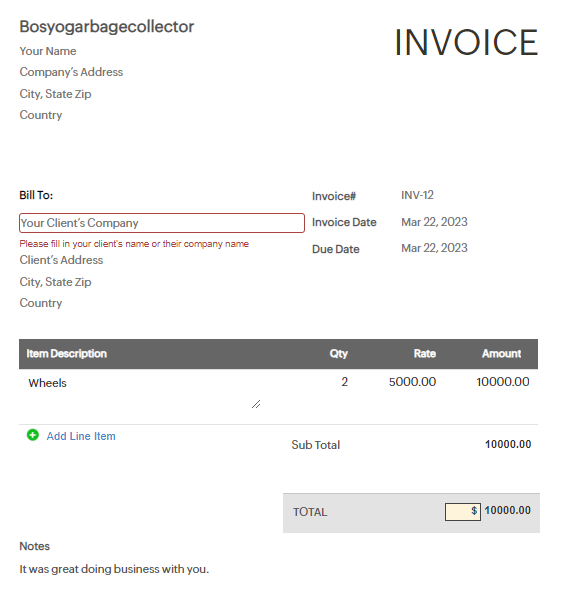 Bosyogarbagecollector
INVOICE
Your Name
Company's Address
City, State Zip
Country
Bill To:
Invoice# INV-12
Your Client's Company
Invoice Date Mar 22, 2023
Please fill in your client's name or their company name
Due Date Mar 22, 2023
Client's Address
City, State Zip
Country
Item Description Qty Rate Amount
Wheels 2 5000.00 10000.00
Add Line Item
Sub Total 10000.00
TOTAL $ 10000.00
Notes
It was great doing business with you.